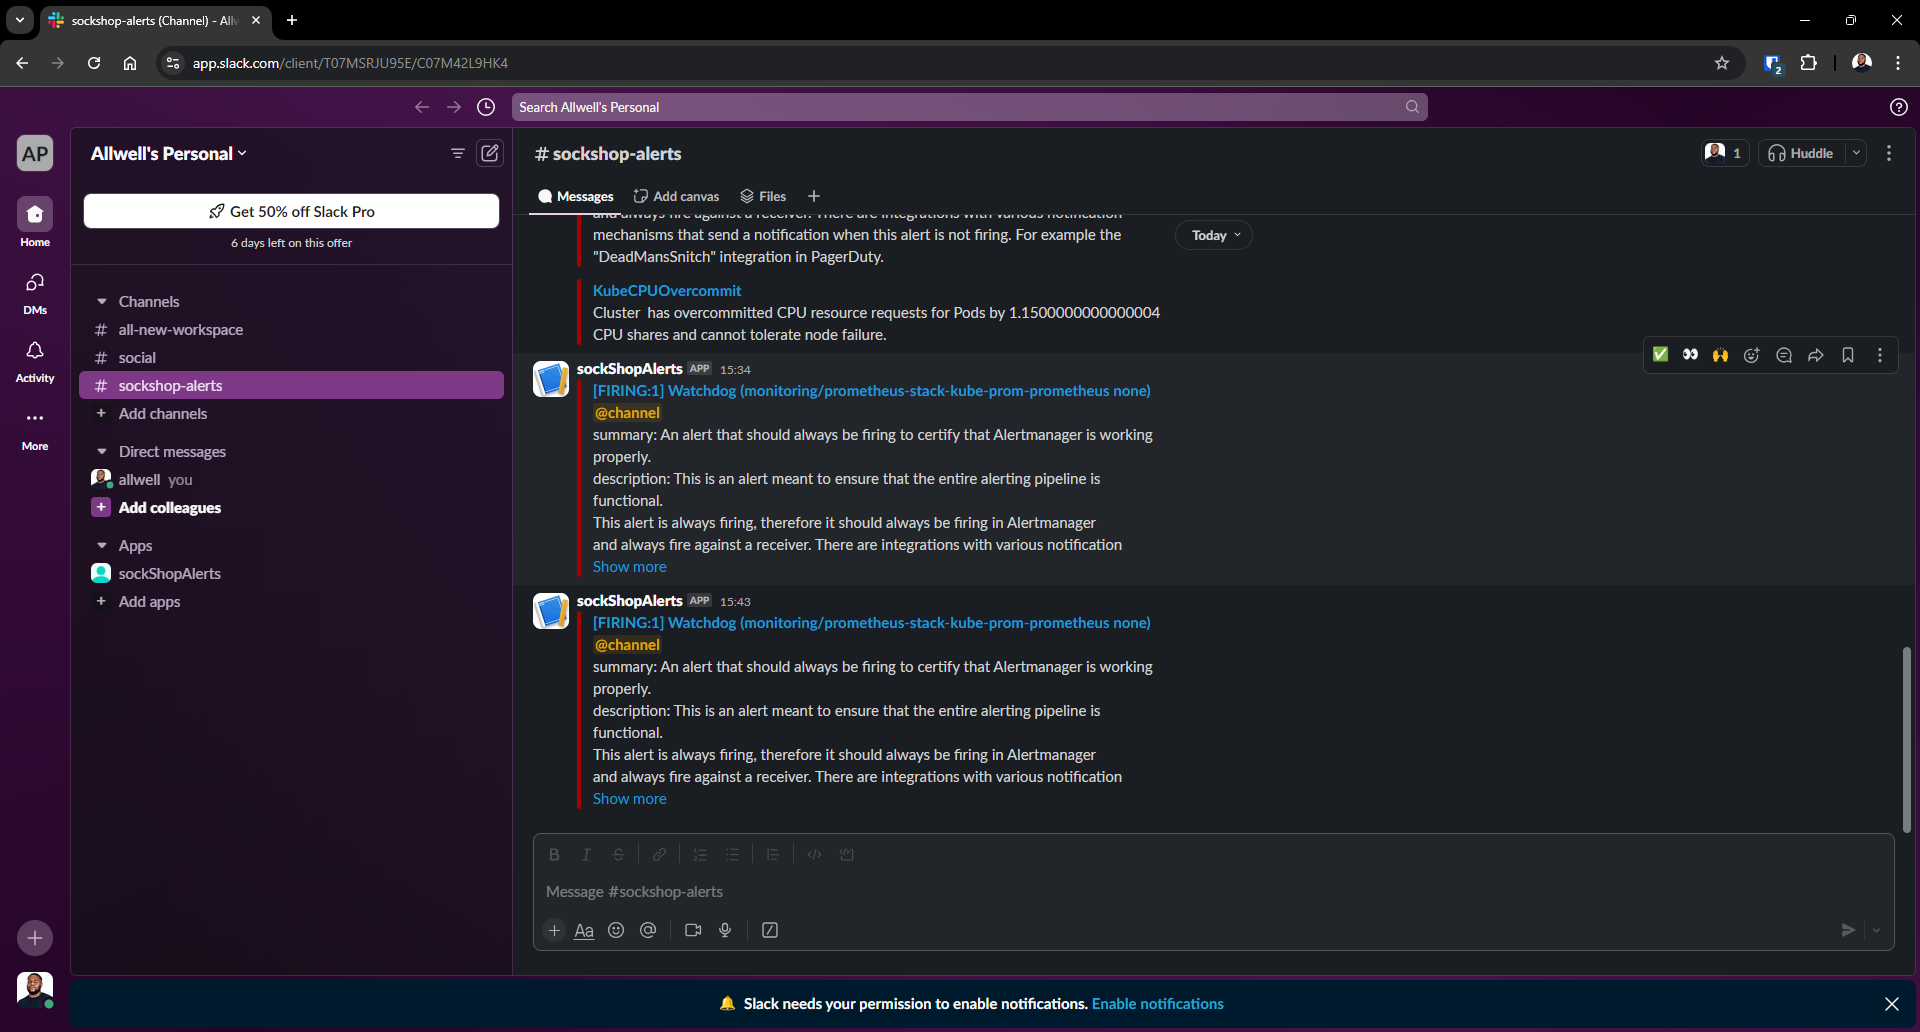 sockshop-alerts (Channel) - Allw
app.slack.com/client/T07MSRJU95E/C07M42L9HK4
2
Search Allwell's Personal
AP
Allwell's Personal
Get 50% off Slack Pro
6 days left on this offer
Home
DMs
Activity
More
Channels
# all-new-workspace
# social
# sockshop-alerts
+ Add channels
Direct messages
allwell you
+ Add colleagues
Apps
sockShopAlerts
+ Add apps
# sockshop-alerts
1
Huddle
Messages
Add canvas
Files
and always fire against a receiver. There are integrations with various notification
mechanisms that send a notification when this alert is not firing. For example the
"DeadMansSnitch" integration in PagerDuty.
Today
KubeCPUOvercommit
Cluster has overcommitted CPU resource requests for Pods by 1.1500000000000004
CPU shares and cannot tolerate node failure.
sockShopAlerts APP 15:34
[FIRING:1] Watchdog (monitoring/prometheus-stack-kube-prom-prometheus none)
@channel
summary: An alert that should always be firing to certify that Alertmanager is working
properly.
description: This is an alert meant to ensure that the entire alerting pipeline is
functional.
This alert is always firing, therefore it should always be firing in Alertmanager
and always fire against a receiver. There are integrations with various notification
Show more
sockShopAlerts APP 15:43
[FIRING:1] Watchdog (monitoring/prometheus-stack-kube-prom-prometheus none)
@channel
summary: An alert that should always be firing to certify that Alertmanager is working
properly.
description: This is an alert meant to ensure that the entire alerting pipeline is
functional.
This alert is always firing, therefore it should always be firing in Alertmanager
and always fire against a receiver. There are integrations with various notification
Show more
B I S
Message #sockshop-alerts
Aa
Slack needs your permission to enable notifications. Enable notifications